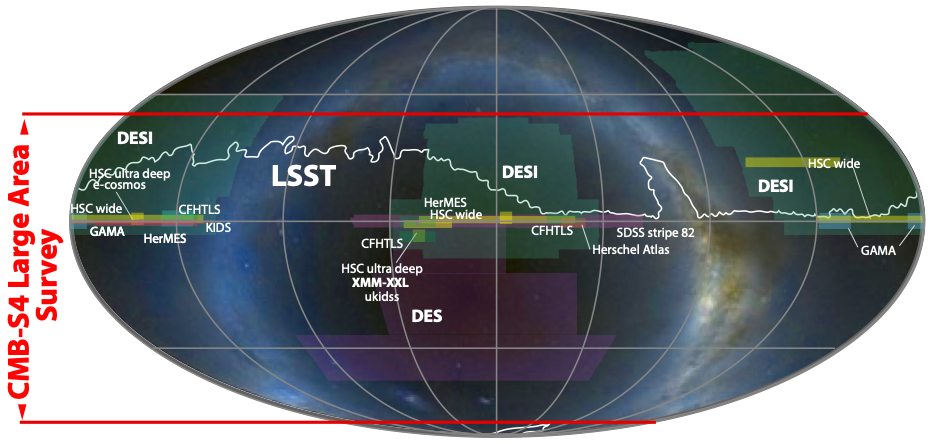 CMB-S4 Large Area
Survey
DESI
HSC ultra deep
e-cosmos
HSC wide
GAMA
HerMES
CFHTLS
KIDS
LSST
DESI
HerMES
HSC wide
CFHTLS
HSC ultra deep
XMM-XXL
ukidss
DES
CFHTLS
SDSS stripe 82
Herschel Atlas
DESI
HSC wide
GAMA